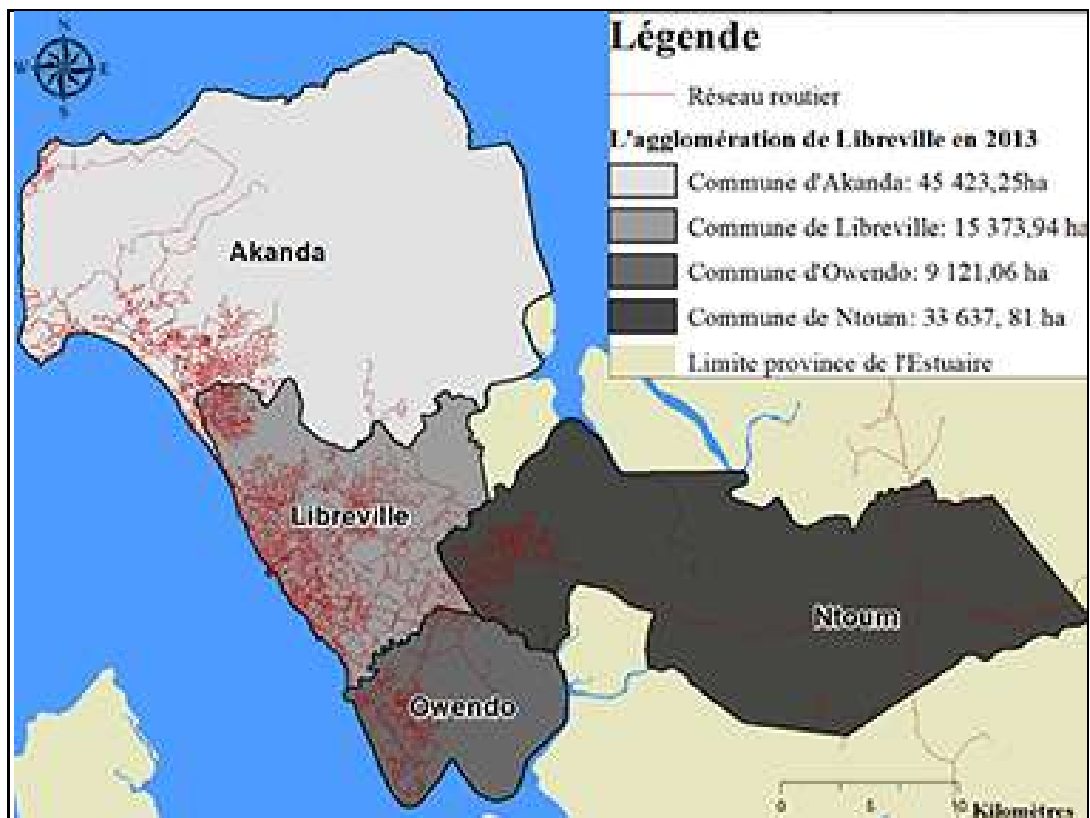 N
W
E
S
Légende
Réseau routier
L'agglomération de Libreville en 2013
Commune d'Akanda: 45 423,25ha
Commune de Libreville: 15 373,94 ha
Commune d'Owendo: 9 121,06 ha
Commune de Ntoum: 33 637, 81 ha
Limite province de l'Estuaire
Akanda
Libreville
Ntoum
Owendo
0 5 10 Kilomètres